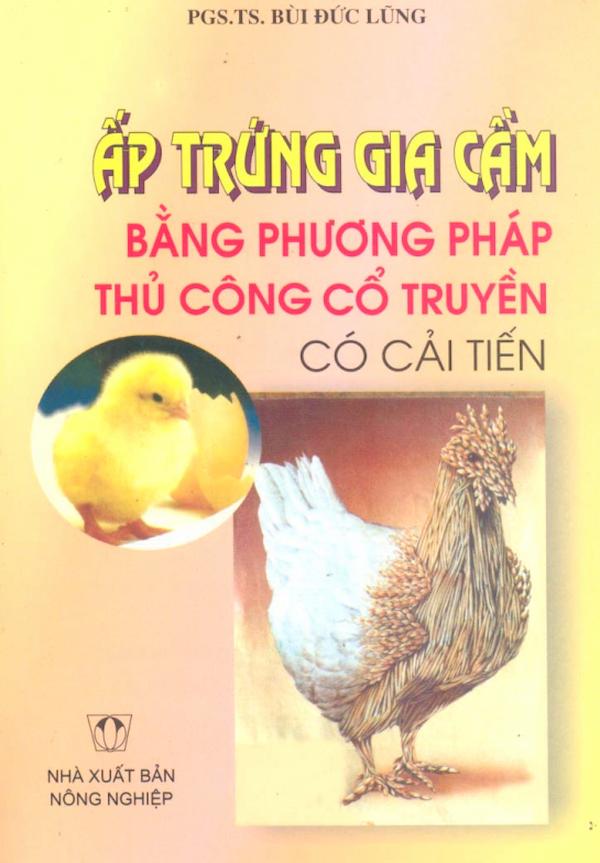 PGS.TS. BÙI ĐỨC LŨNG
ẤP TRỨNG GIA CẦM
BẰNG PHƯƠNG PHÁP
THỦ CÔNG CỔ TRUYỀN
CÓ CẢI TIẾN
NHÀ XUẤT BẢN
NÔNG NGHIỆP